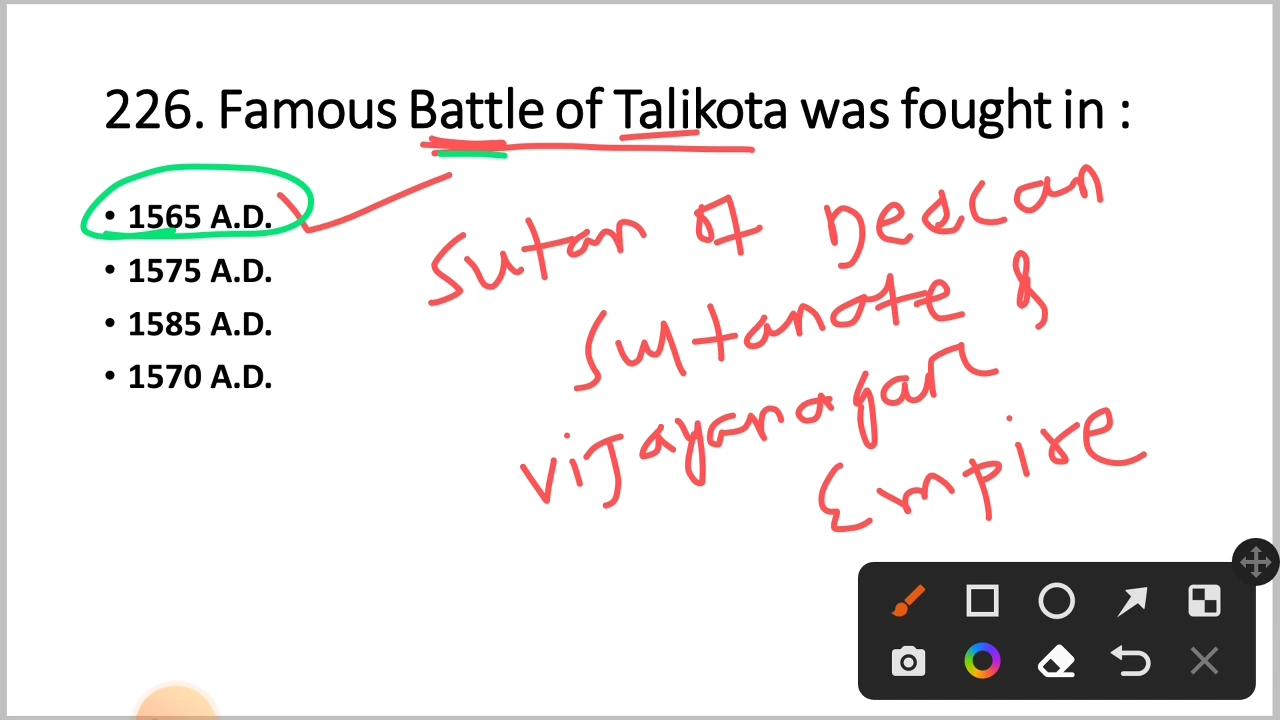 226. Famous Battle of Talikota was fought in :
• 1565 A.D.
• 1575 A.D.
• 1585 A.D.
• 1570 A.D.
Sutan of Deccan
Sultanate &
Vijayanagar
Empire